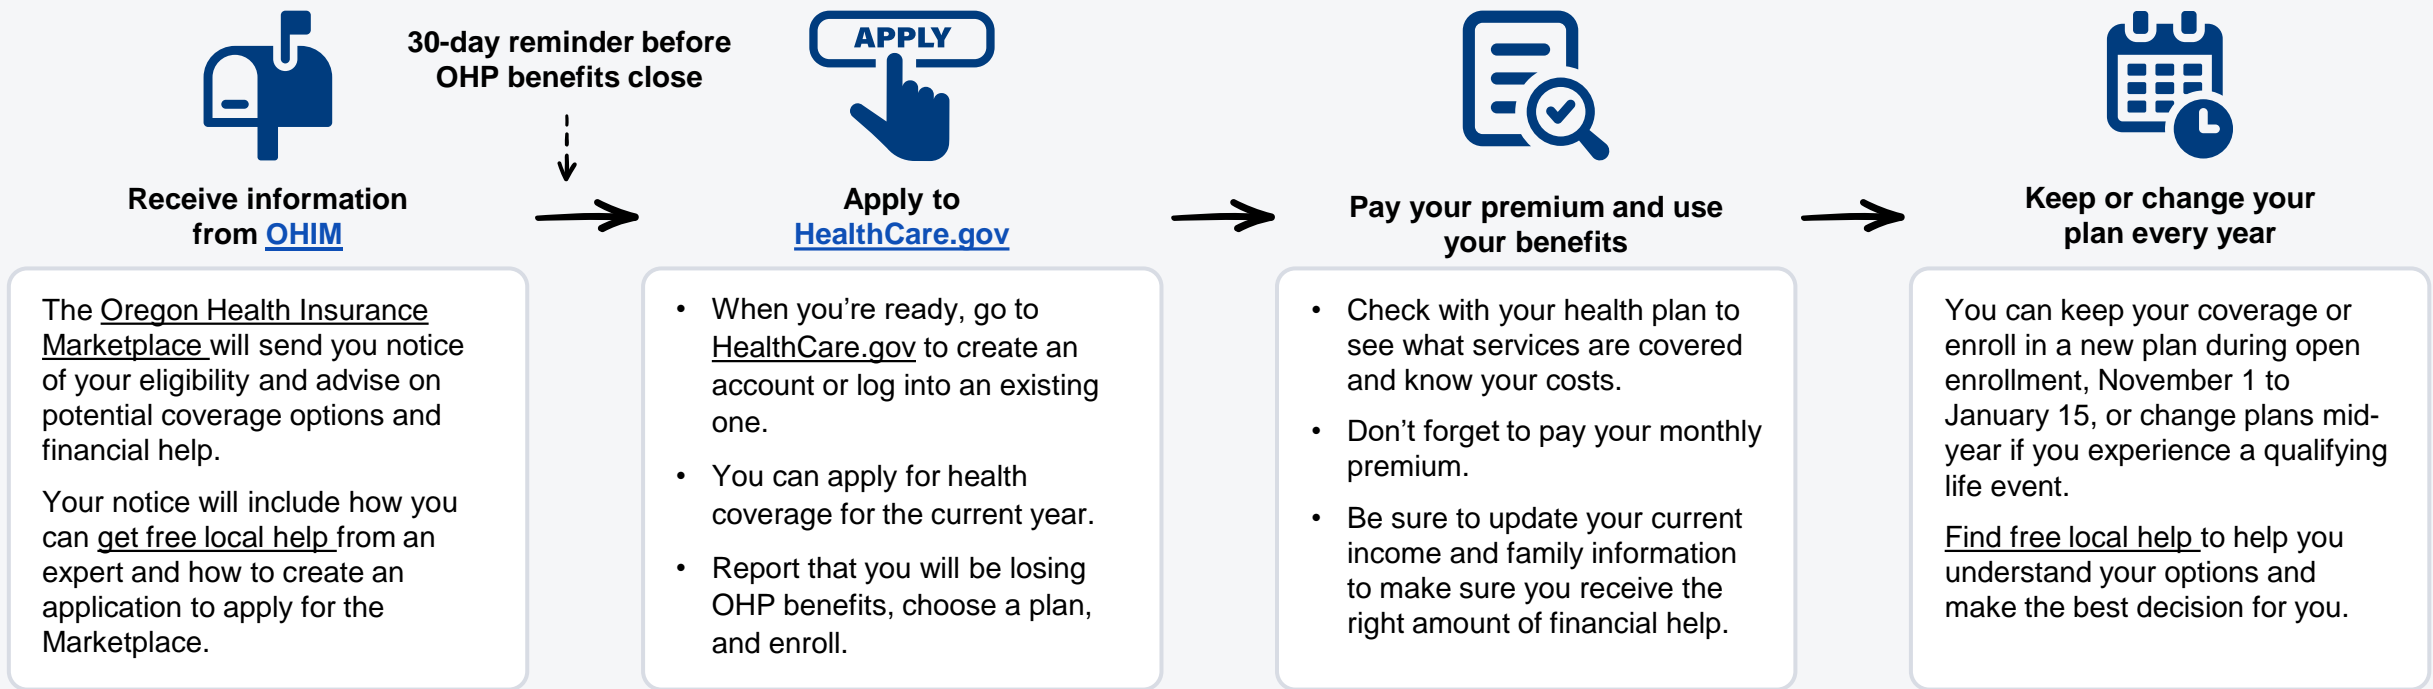 30-day reminder before
OHP benefits close
APPLY
Receive information
from OHIM
The Oregon Health Insurance
Marketplace will send you notice
of your eligibility and advise on
potential coverage options and
financial help.
Your notice will include how you
can get free local help from an
expert and how to create an
application to apply for the
Marketplace.
Apply to
HealthCare.gov
• When you’re ready, go to
HealthCare.gov to create an
account or log into an existing
one.
• You can apply for health
coverage for the current year.
• Report that you will be losing
OHP benefits, choose a plan,
and enroll.
Pay your premium and use
your benefits
• Check with your health plan to
see what services are covered
and know your costs.
• Don’t forget to pay your monthly
premium.
• Be sure to update your current
income and family information
to make sure you receive the
right amount of financial help.
Keep or change your
plan every year
You can keep your coverage or
enroll in a new plan during open
enrollment, November 1 to
January 15, or change plans mid-
year if you experience a qualifying
life event.
Find free local help to help you
understand your options and
make the best decision for you.